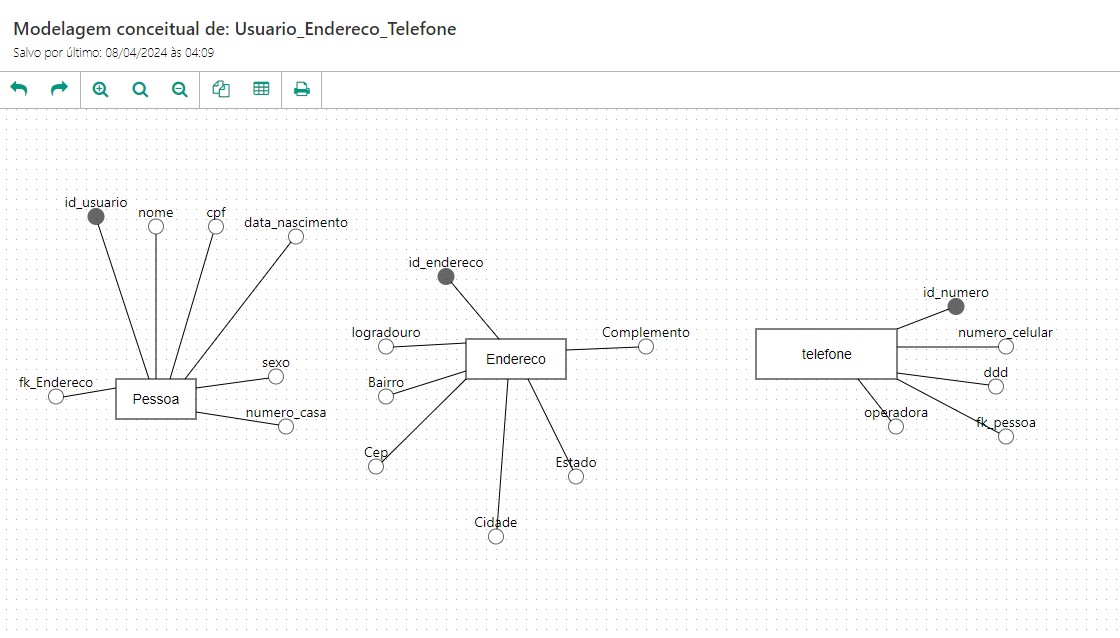 Modelagem conceitual de: Usuario_Endereco_Telefone
Salvo por último: 08/04/2024 às 04:09
id_usuario
nome
cpf
data_nascimento
fk_Endereco
Pessoa
sexo
numero_casa
id_endereco
logradouro
Endereco
Complemento
Bairro
Cep
Estado
Cidade
id_numero
telefone
numero_celular
ddd
operadora
fk_pessoa